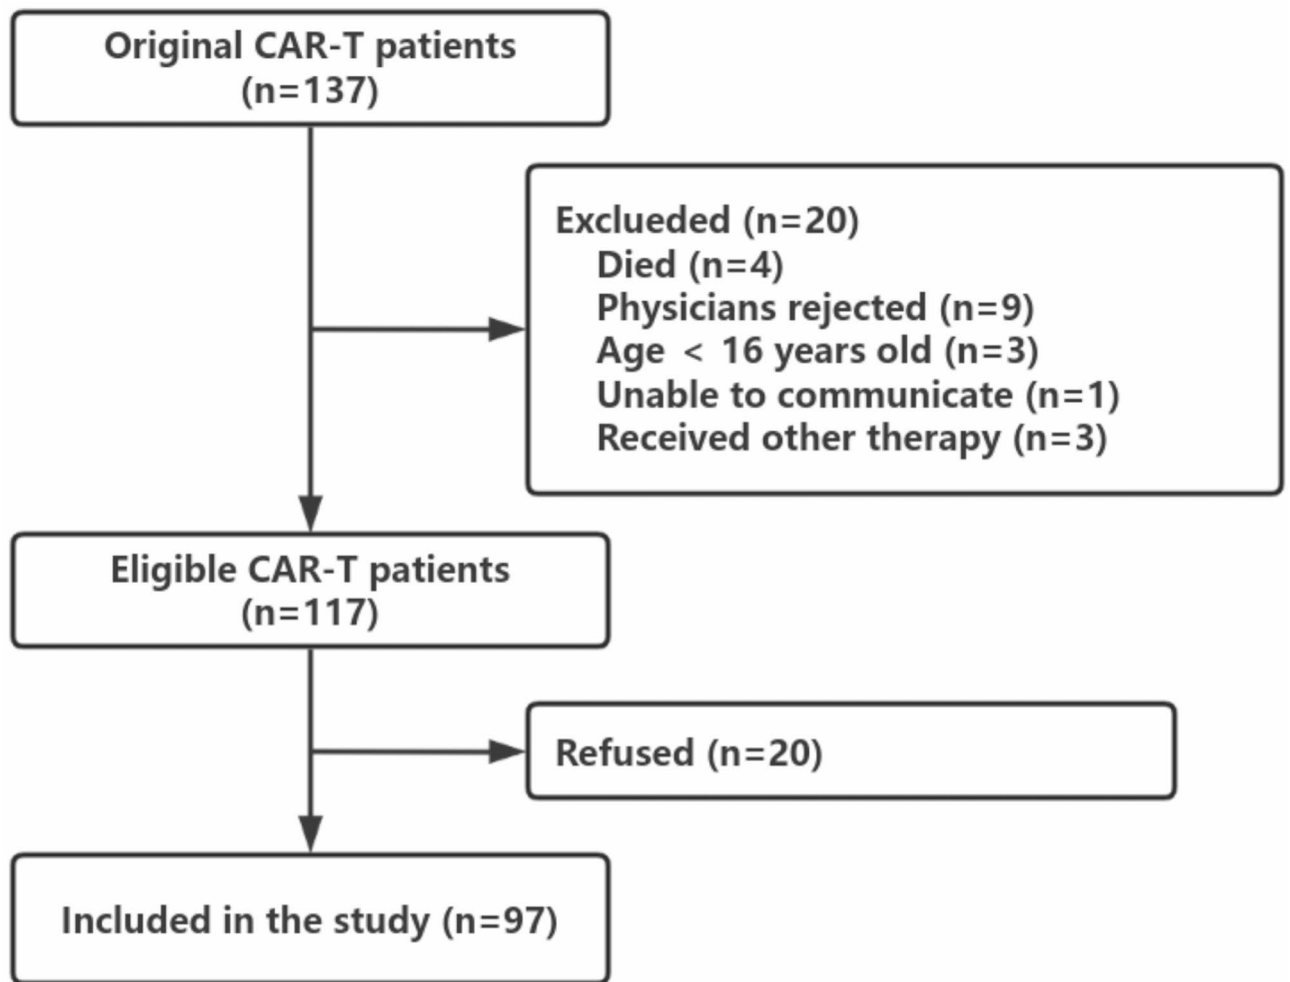 Original CAR-T patients
(n=137)
Exclueded (n=20)
Died (n=4)
Physicians rejected (n=9)
Age < 16 years old (n=3)
Unable to communicate (n=1)
Received other therapy (n=3)
Eligible CAR-T patients
(n=117)
Refused (n=20)
Included in the study (n=97)